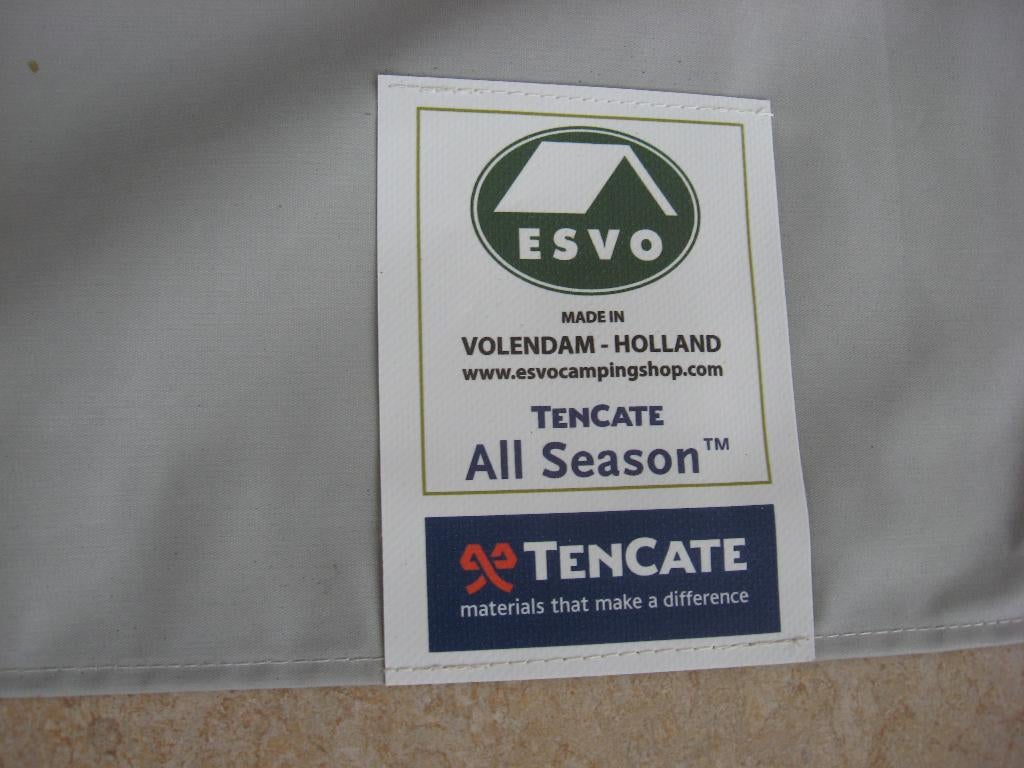 ESVO
MADE IN
VOLENDAM - HOLLAND
www.esvocampingshop.com
TENCATE
All Season™
TENCATE
materials that make a difference